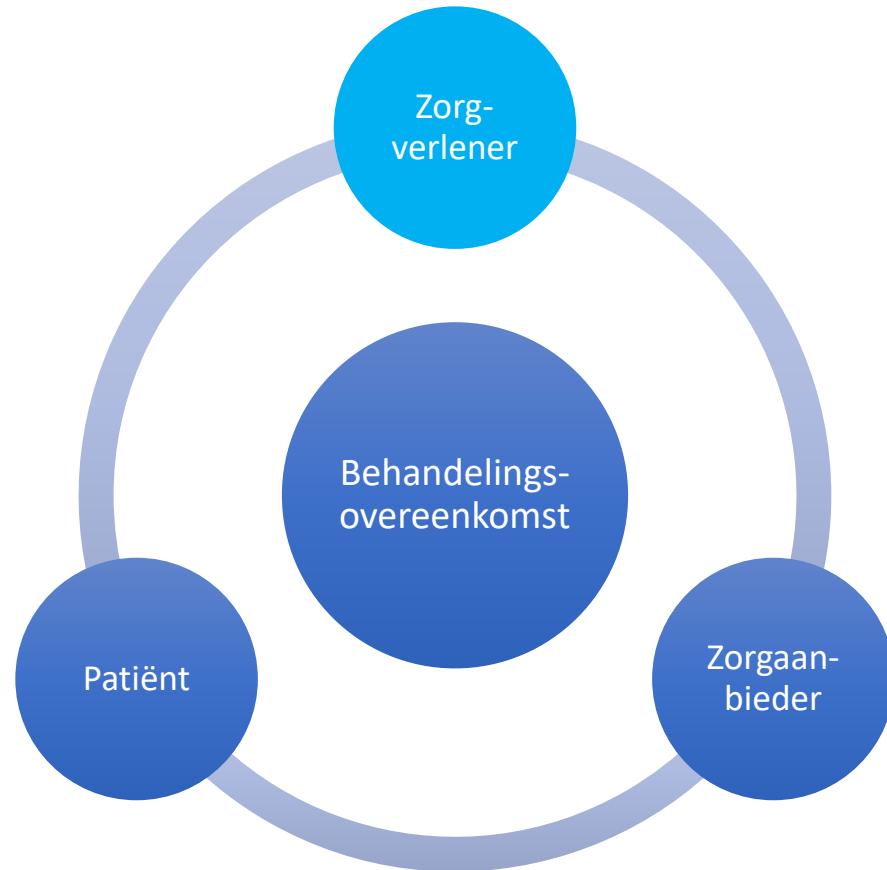 Zorg-
verlener
Behandelings-
overeenkomst
Patiënt
Zorgaan-
bieder